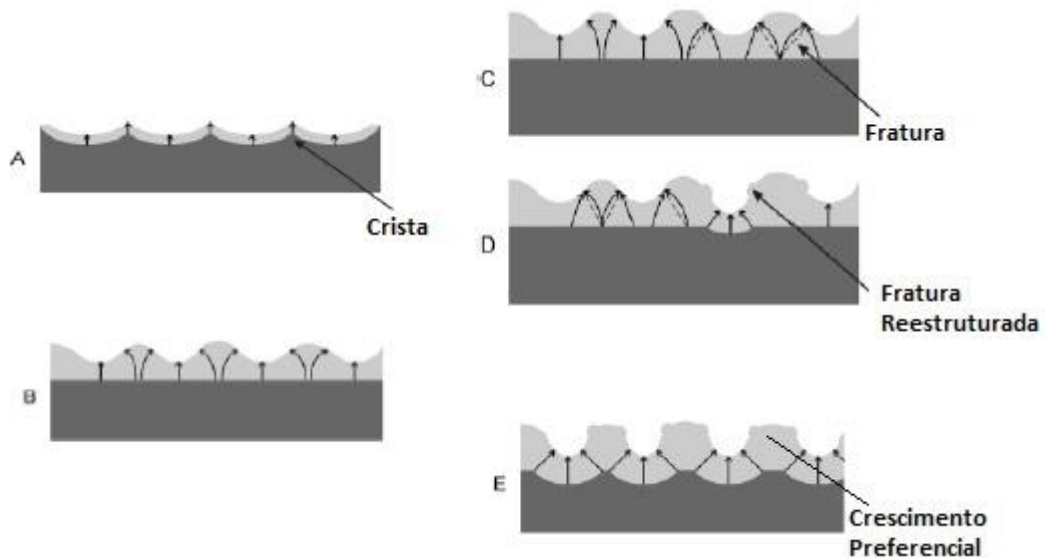 A
Crista
B
C
Fratura
D
Fratura
Reestruturada
E
Crescimento
Preferencial